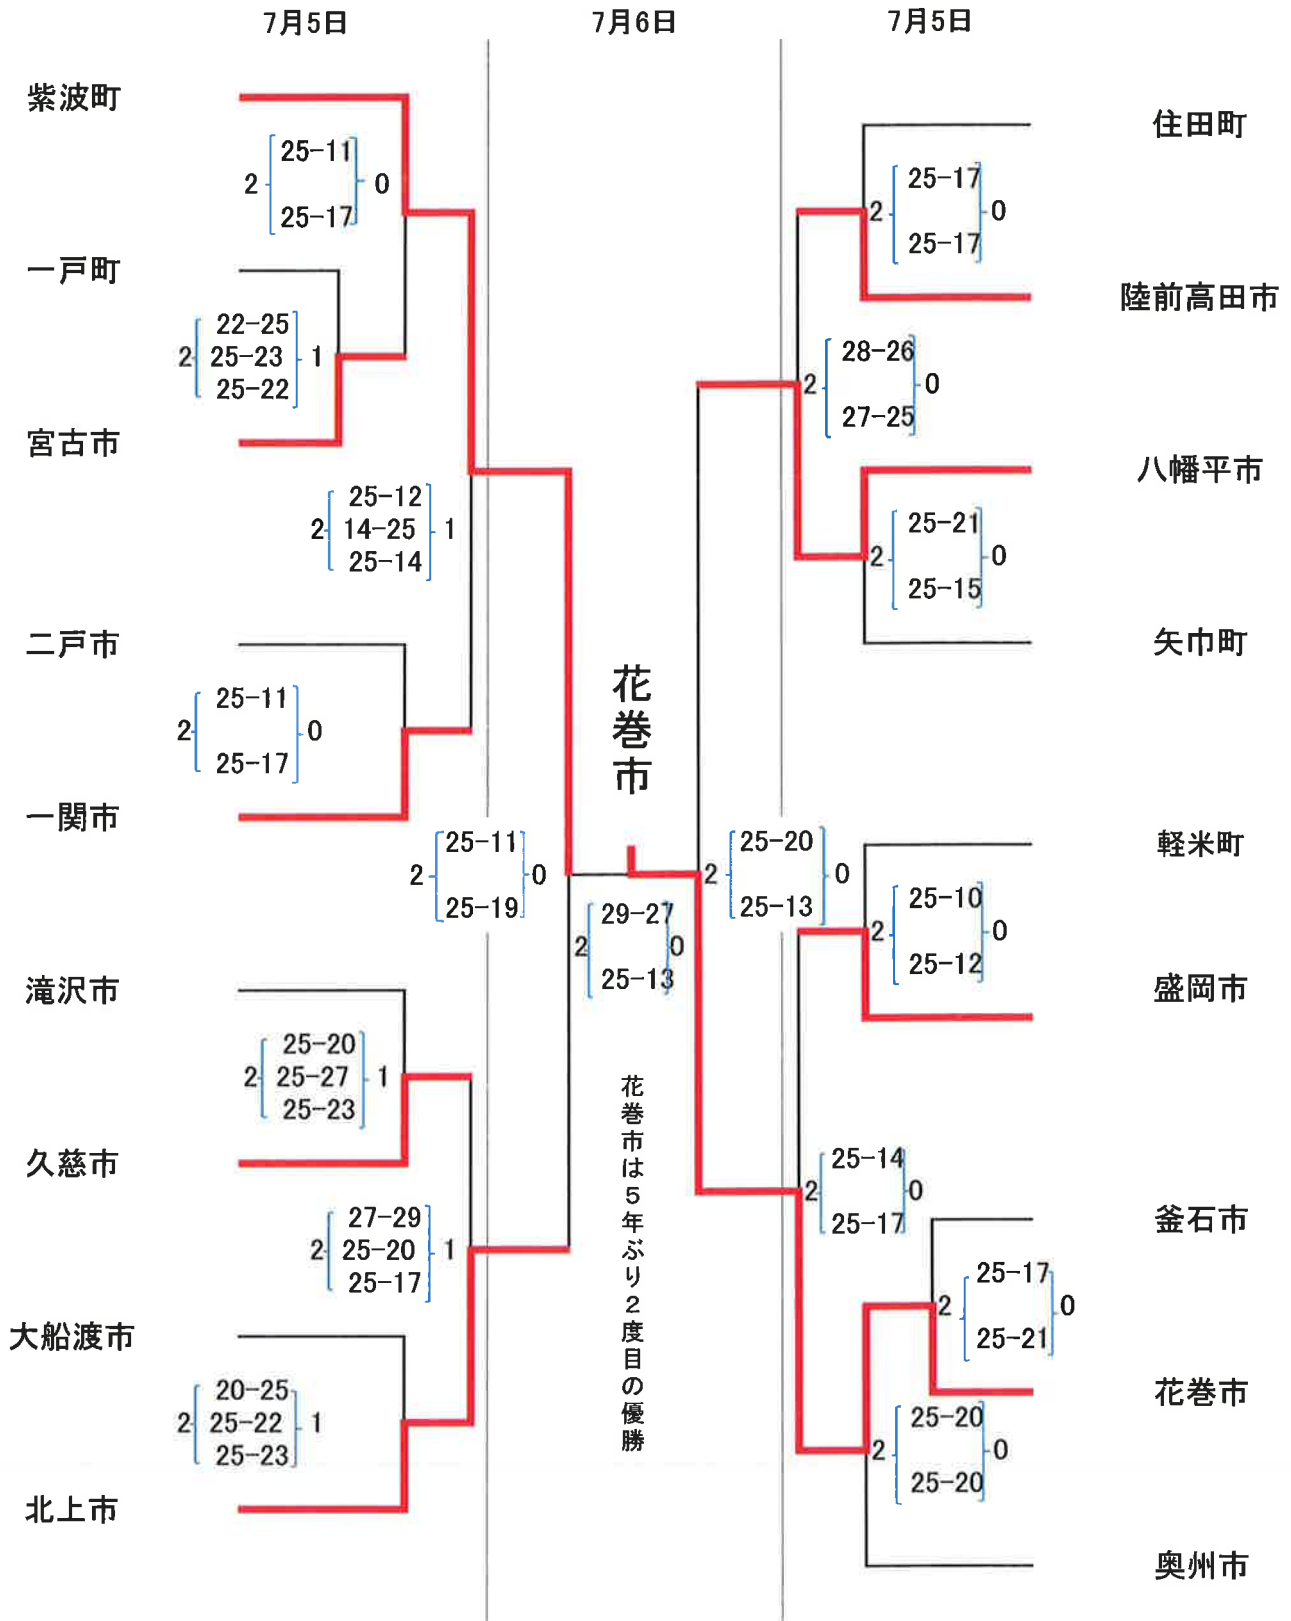 7月5日
7月6日
7月5日
紫波町
2 25-11 0
25-17
一戸町
22-25
2 25-23 1
25-22
宮古市
25-12
2 14-25 1
25-14
二戸市
25-11
2 0
25-17
一関市
25-11
2 0
25-19
滝沢市
25-20
2 25-27 1
25-23
久慈市
27-29
2 25-20 1
25-17
大船渡市
20-25
2 25-22 1
25-23
北上市
花巻市
29-27
2 0
25-13
花巻市は5年ぶり2度目の優勝
住田町
25-17
2 0
25-17
陸前高田市
28-26
2 0
27-25
八幡平市
25-21
2 0
25-15
矢巾町
25-20
2 0
25-13
軽米町
25-10
2 0
25-12
盛岡市
25-14
2 0
25-17
釜石市
25-17
2 0
25-21
花巻市
25-20
2 0
25-20
奥州市